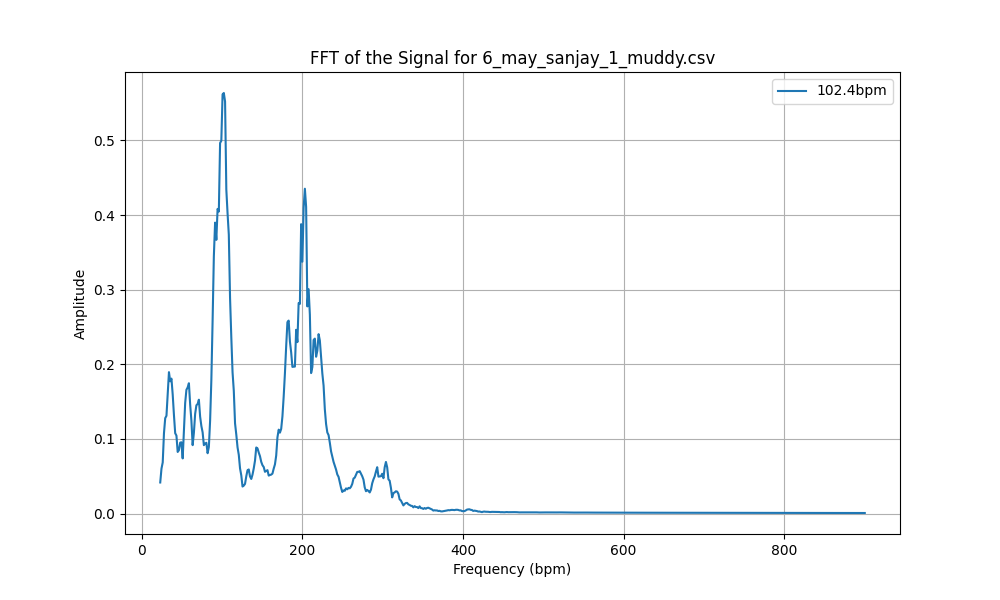 FFT of the Signal for 6_may_sanjay_1_muddy.csv
102.4bpm
Amplitude
0.5
0.4
0.3
0.2
0.1
0.0
0 200 400 600 800
Frequency (bpm)